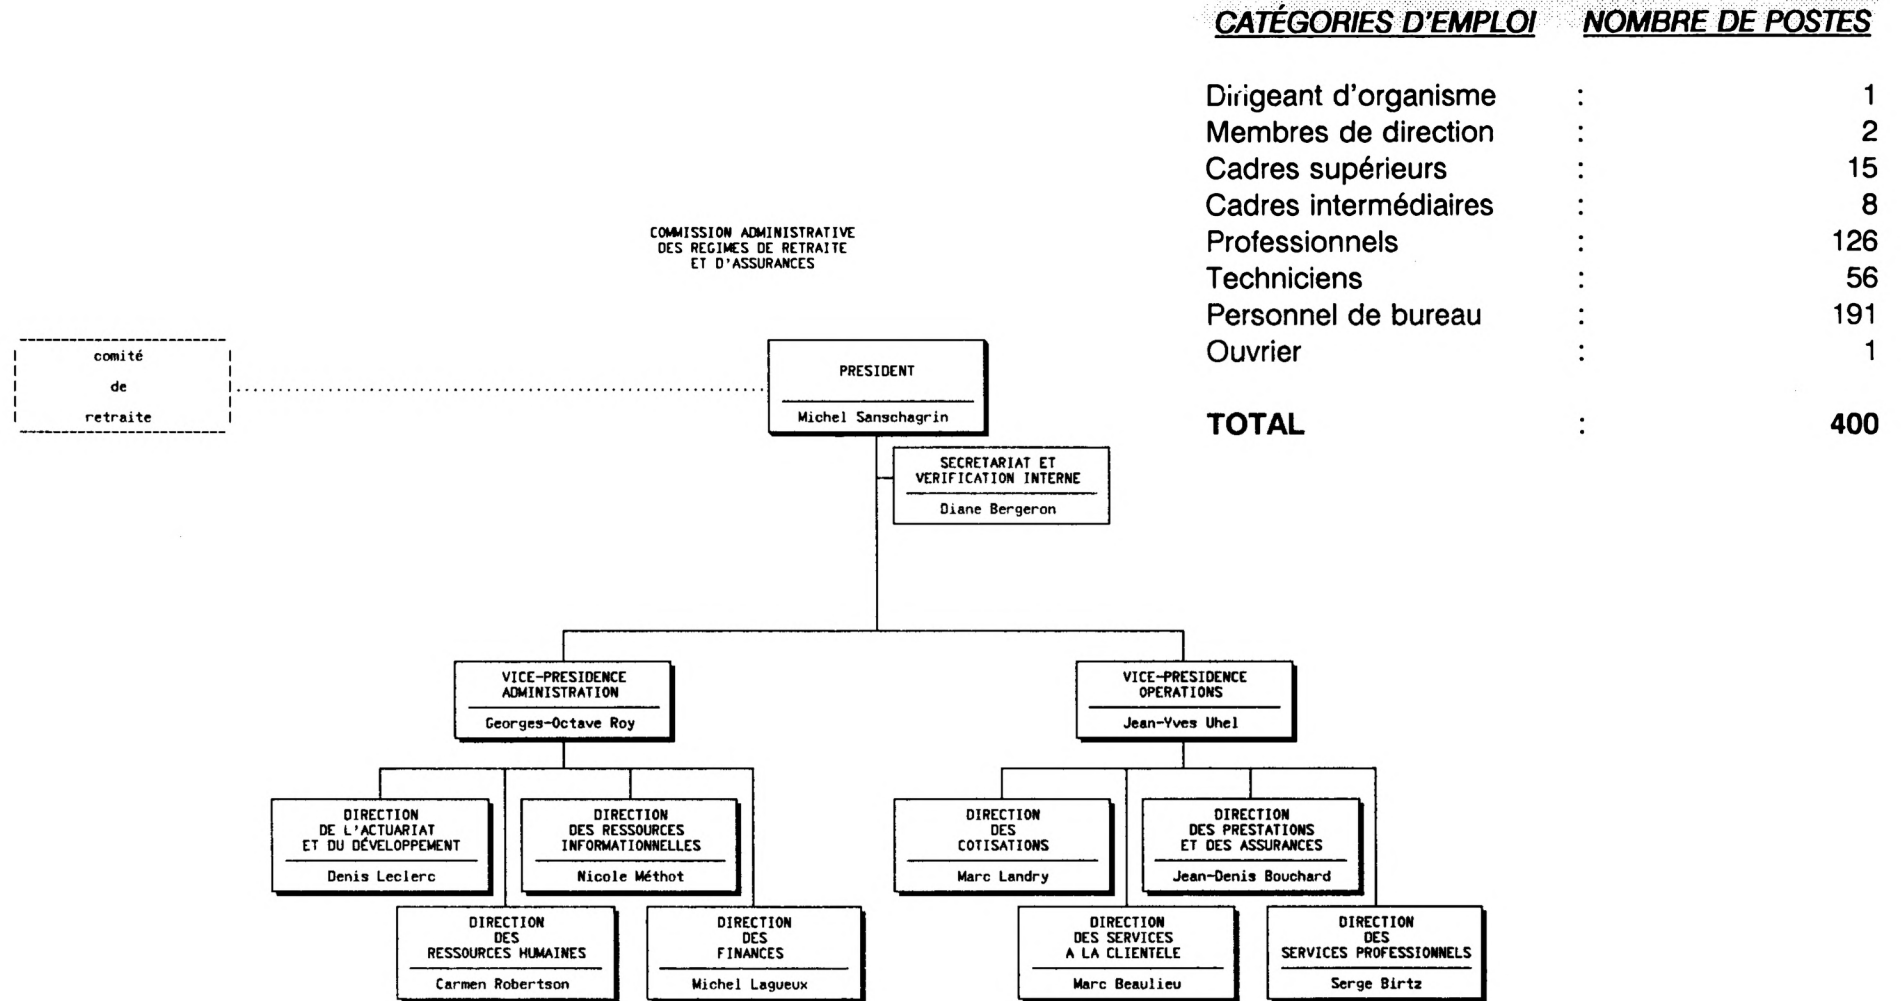 CATÉGORIES D'EMPLOI NOMBRE DE POSTES
Dirigeant d'organisme : 1
Membres de direction : 2
Cadres supérieurs : 15
Cadres intermédiaires : 8
Professionnels : 126
Techniciens : 56
Personnel de bureau : 191
Ouvrier : 1
TOTAL : 400
COMMISSION ADMINISTRATIVE
DES REGIMES DE RETRAITE
ET D'ASSURANCES
comité
de
retraite
PRESIDENT
Michel Sanschagrin
SECRETARIAT ET
VERIFICATION INTERNE
Diane Bergeron
VICE-PRESIDENCE
ADMINISTRATION
Georges-Octave Roy
VICE-PRESIDENCE
OPERATIONS
Jean-Yves Uhel
DIRECTION
DE L'ACTUARIAT
ET DU DÉVELOPPEMENT
Denis Leclerc
DIRECTION
DES RESSOURCES
INFORMATIONNELLES
Nicole Méthot
DIRECTION
DES
COTISATIONS
Marc Landry
DIRECTION
DES PRESTATIONS
ET DES ASSURANCES
Jean-Denis Bouchard
DIRECTION
DES
RESSOURCES HUMAINES
Carmen Robertson
DIRECTION
DES
FINANCES
Michel Lagueux
DIRECTION
DES SERVICES
A LA CLIENTELE
Marc Beaulieu
DIRECTION
DES
SERVICES PROFESSIONNELS
Serge Birtz